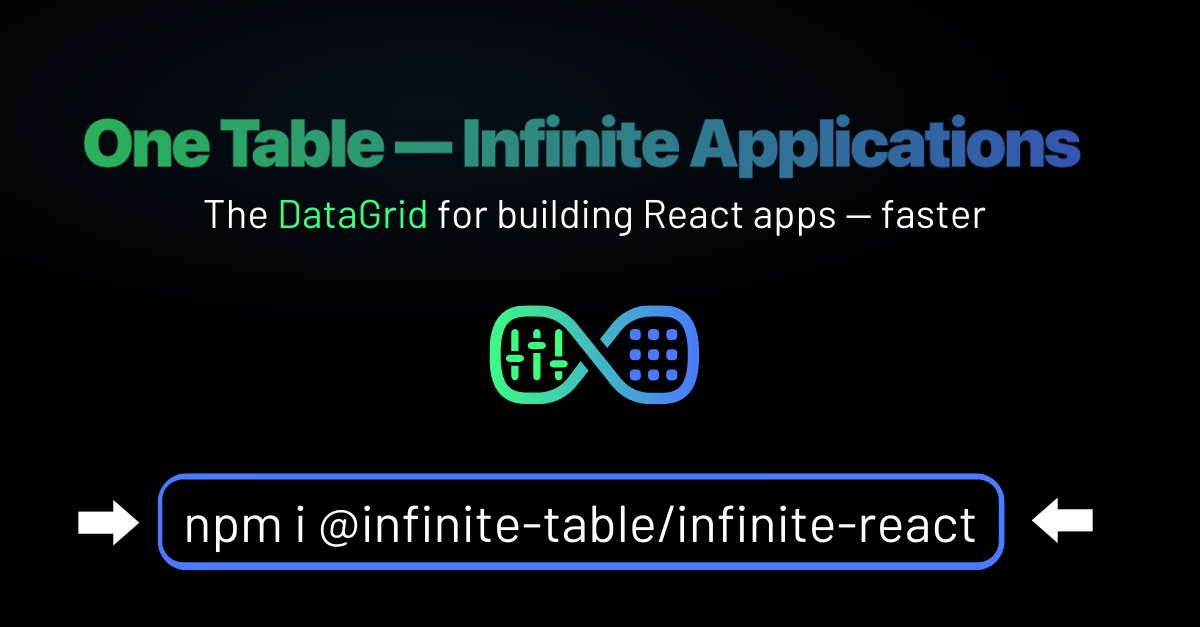 One Table — Infinite Applications
The DataGrid for building React apps — faster
npm i @infinite-table/infinite-react